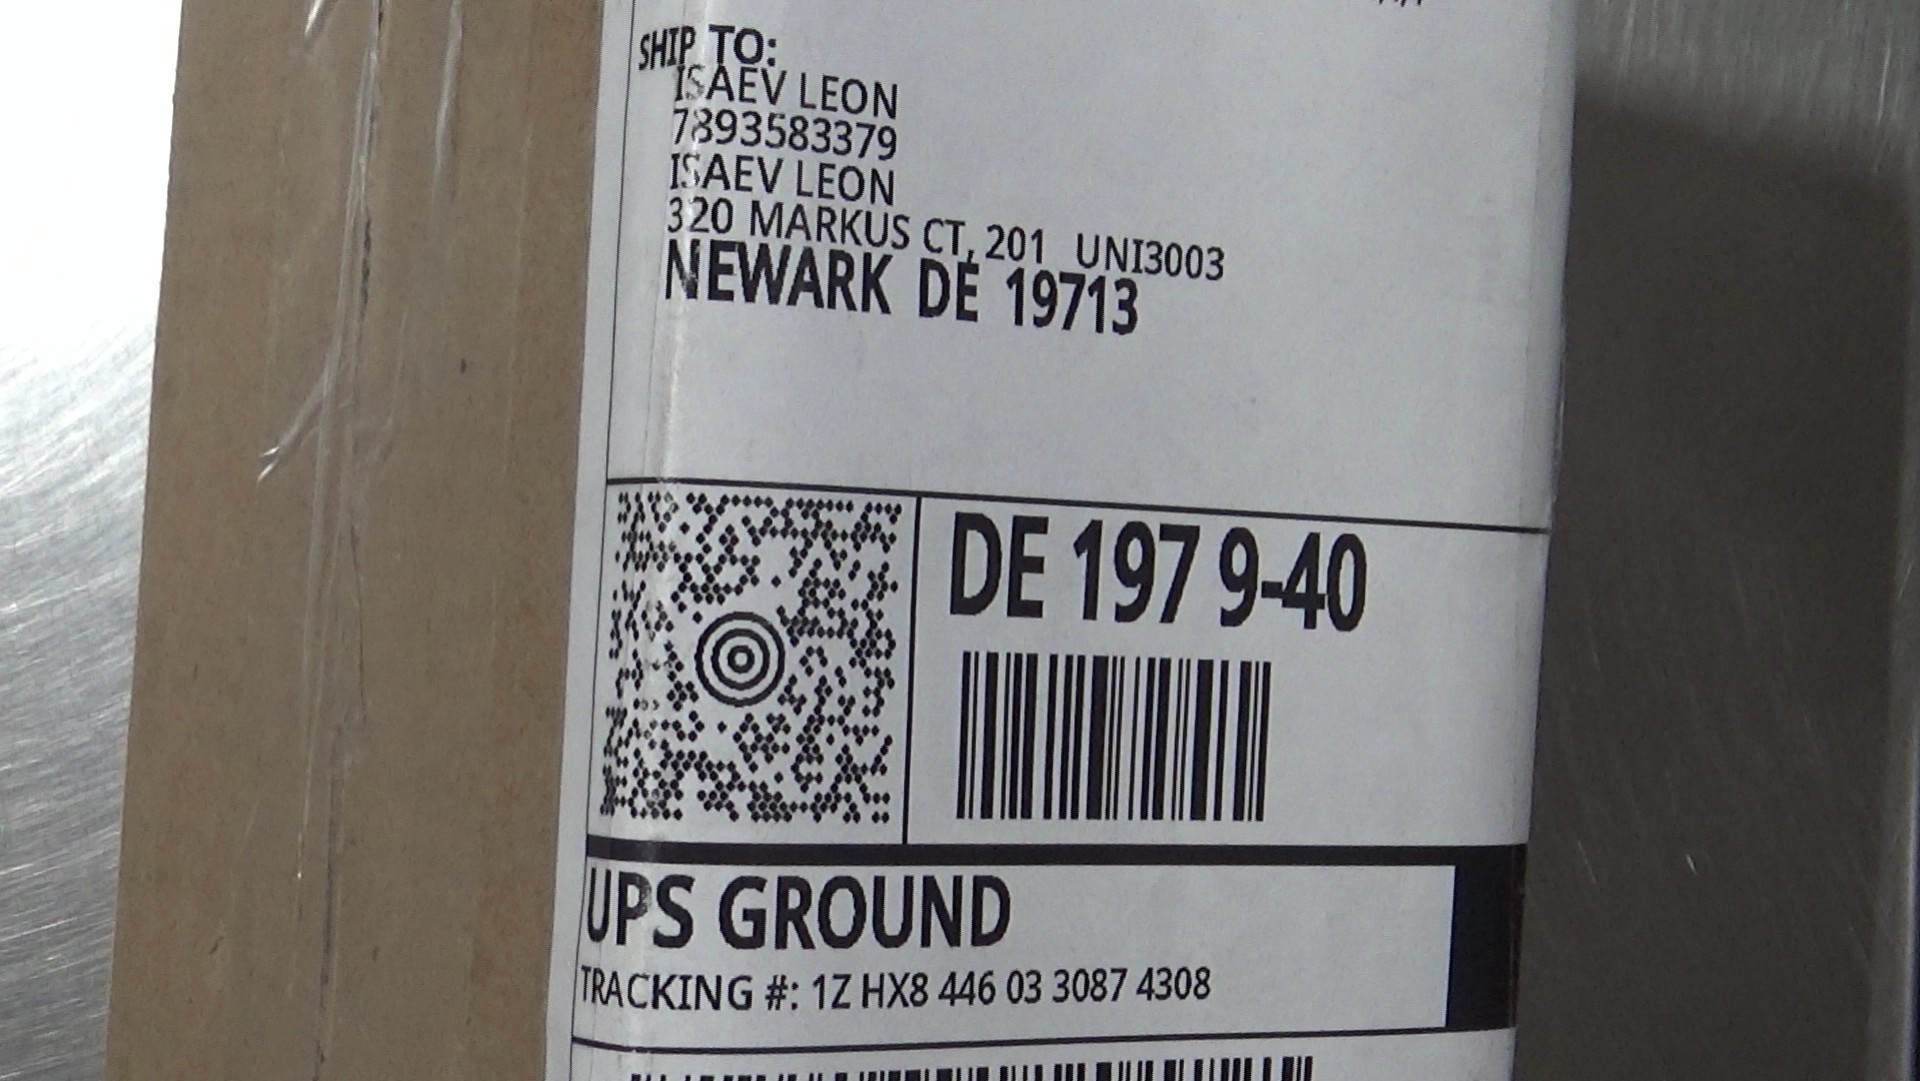 SHIP TO:
ISAEV LEON
7893583379
ISAEV LEON
320 MARKUS CT, 201 UNI3003
NEWARK DE 19713
DE 197 9-40
UPS GROUND
TRACKING #: 1Z HX8 446 03 3087 4308